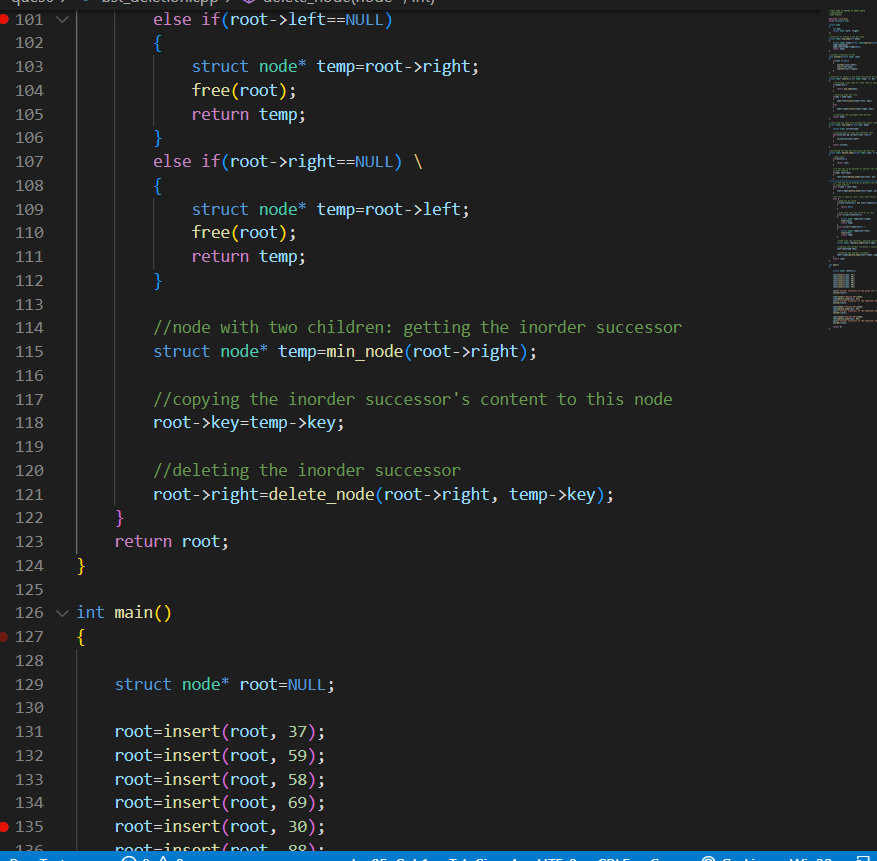 bst_deletion.cpp > delete_node(node *, int)
101 else if(root->left==NULL)
102 {
103 struct node* temp=root->right;
104 free(root);
105 return temp;
106 }
107 else if(root->right==NULL) \
108 {
109 struct node* temp=root->left;
110 free(root);
111 return temp;
112 }
113
114 //node with two children: getting the inorder successor
115 struct node* temp=min_node(root->right);
116
117 //copying the inorder successor's content to this node
118 root->key=temp->key;
119
120 //deleting the inorder successor
121 root->right=delete_node(root->right, temp->key);
122 }
123 return root;
124 }
125
126 int main()
127 {
128
129 struct node* root=NULL;
130
131 root=insert(root, 37);
132 root=insert(root, 59);
133 root=insert(root, 58);
134 root=insert(root, 69);
135 root=insert(root, 30);
136 root=insert(root, 88);